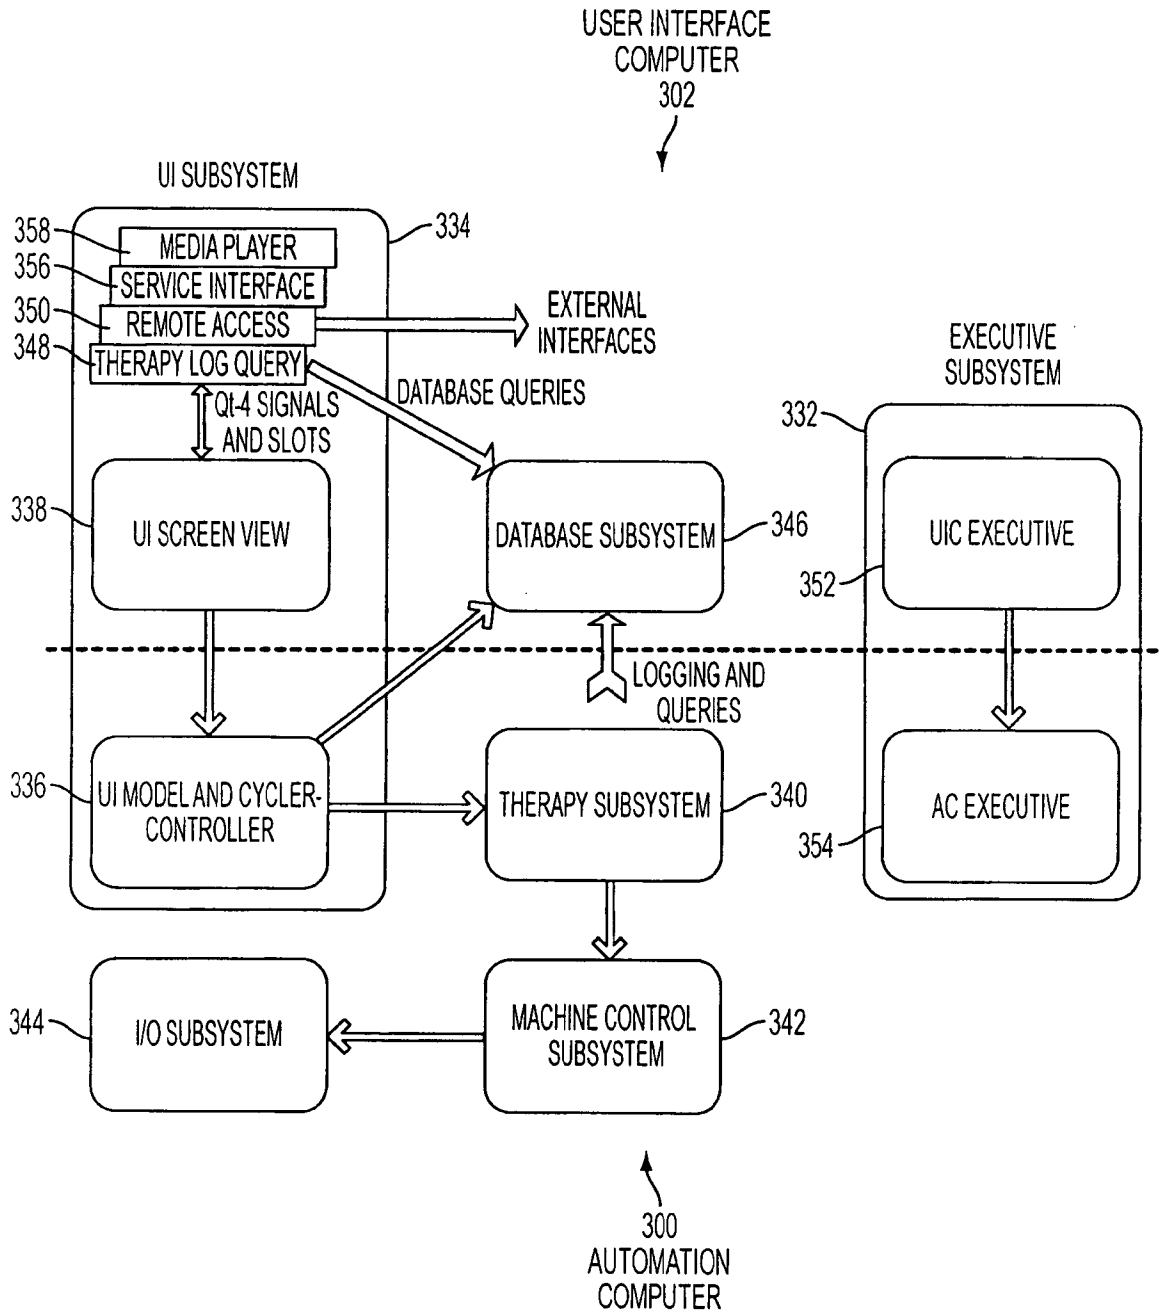 USER INTERFACE
COMPUTER
302
UI SUBSYSTEM
334
358
MEDIA PLAYER
356
SERVICE INTERFACE
350
REMOTE ACCESS
348
THERAPY LOG QUERY
EXTERNAL
INTERFACES
DATABASE QUERIES
Qt-4 SIGNALS
AND SLOTS
EXECUTIVE
SUBSYSTEM
332
338
UI SCREEN VIEW
DATABASE SUBSYSTEM
346
UIC EXECUTIVE
352
LOGGING AND
QUERIES
336
UI MODEL AND CYCLER-
CONTROLLER
THERAPY SUBSYSTEM
340
AC EXECUTIVE
354
344
I/O SUBSYSTEM
MACHINE CONTROL
SUBSYSTEM
342
300
AUTOMATION
COMPUTER